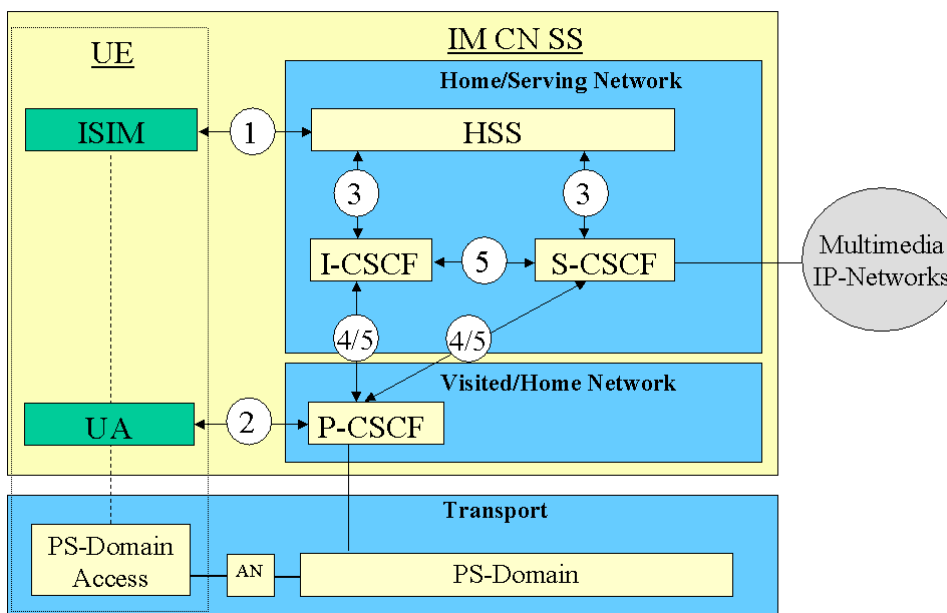 UE
IM CN SS
Home/Serving Network
ISIM
1
HSS
3
3
I-CSCF
5
S-CSCF
Multimedia
IP-Networks
4/5
4/5
Visited/Home Network
UA
2
P-CSCF
Transport
PS-Domain
Access
AN
PS-Domain